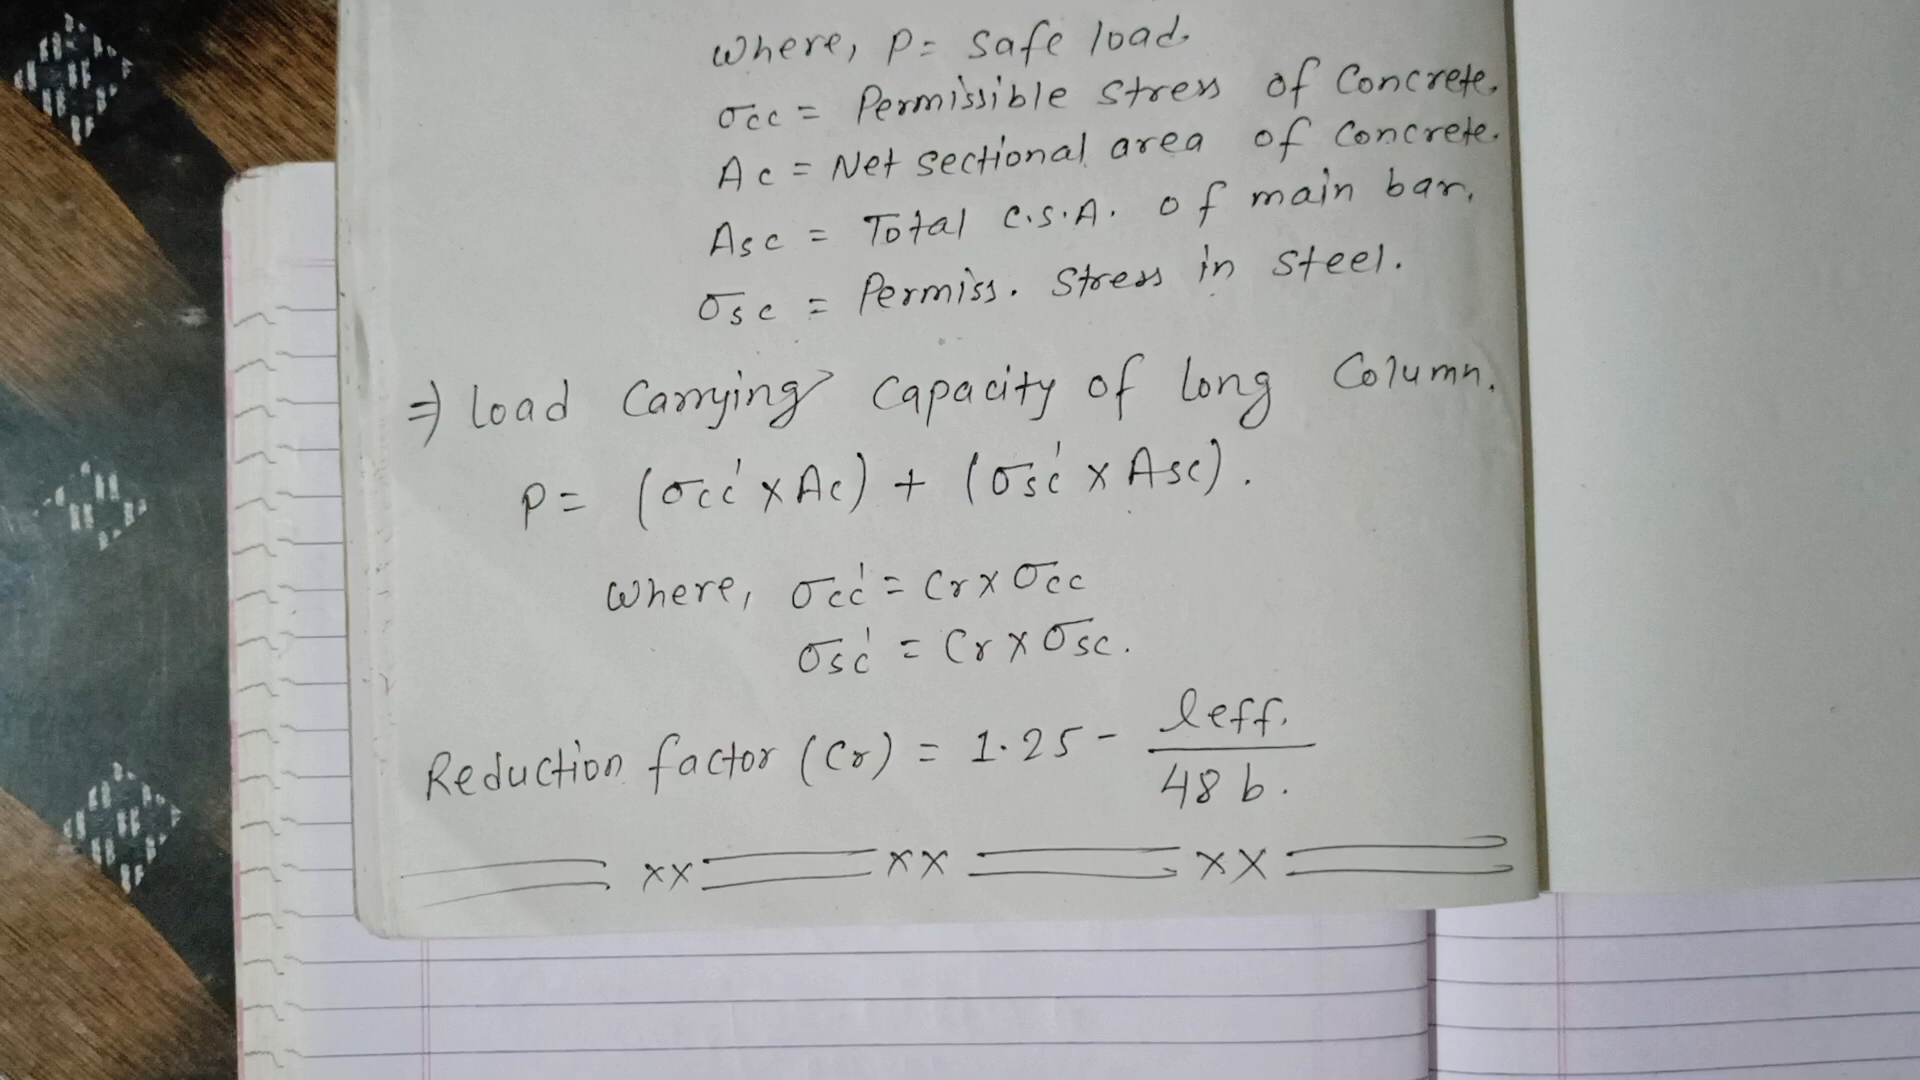 where, P= safe load.
σcc = Permissible stress of Concrete.
Ac = Net sectional area of Concrete.
Asc = Total C.S.A. of main bar.
σsc = Permiss. stress in steel.
⇒ Load Carrying Capacity of long Column.
P= (σcc' x Ac) + (σsc' x Asc).
where, σcc' = Cr x σcc
σsc' = Cr x σsc.
Reduction factor (Cr) = 1.25 - leff. / 48 b.
xx xx xx